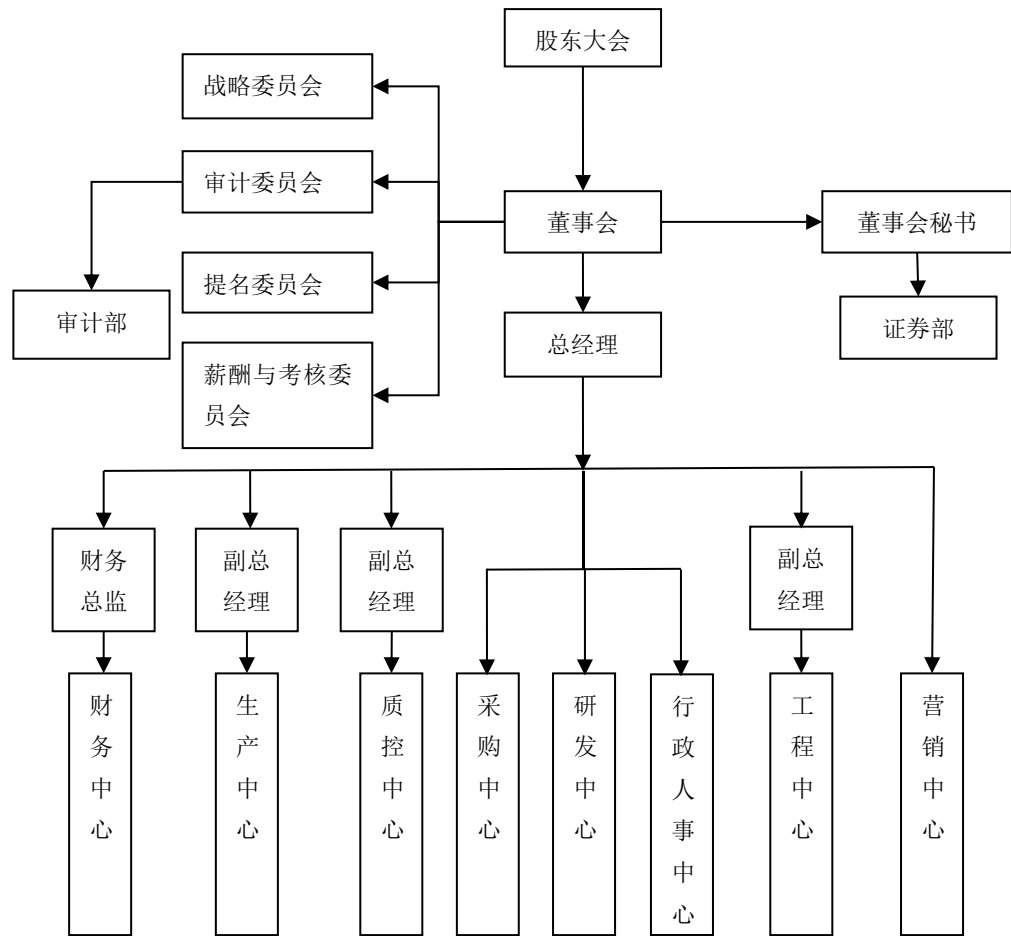 股东大会
战略委员会
审计委员会
董事会
董事会秘书
提名委员会
审计部
总经理
证券部
薪酬与考核委
员会
财务
总监
副总
经理
副总
经理
副总
经理
财务中心
生产中心
质控中心
采购中心
研发中心
行政人事中心
工程中心
营销中心